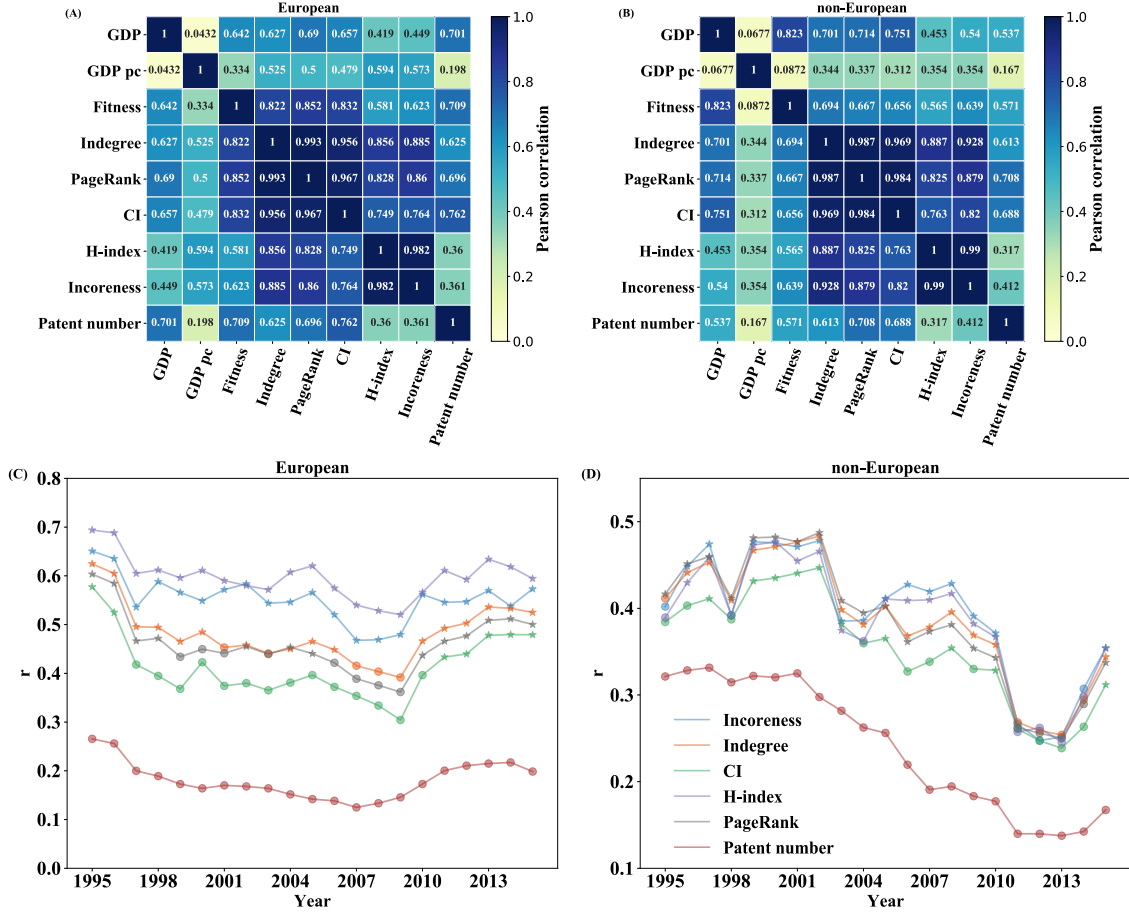 (A) European
GDP 1 0.0432 0.642 0.627 0.69 0.657 0.419 0.449 0.701
GDP pc 0.0432 1 0.334 0.525 0.5 0.479 0.594 0.573 0.198
Fitness 0.642 0.334 1 0.822 0.852 0.832 0.581 0.623 0.709
Indegree 0.627 0.525 0.822 1 0.993 0.956 0.856 0.885 0.625
PageRank 0.69 0.5 0.852 0.993 1 0.967 0.828 0.86 0.696
CI 0.657 0.479 0.832 0.956 0.967 1 0.749 0.764 0.762
H-index 0.419 0.594 0.581 0.856 0.828 0.749 1 0.982 0.36
Incoreness 0.449 0.573 0.623 0.885 0.86 0.764 0.982 1 0.361
Patent number 0.701 0.198 0.709 0.625 0.696 0.762 0.36 0.361 1
GDP GDP pc Fitness Indegree PageRank CI H-index Incoreness Patent number
1.0
0.8
0.6
0.4
0.2
0.0
Pearson correlation
(B) non-European
GDP 1 0.0677 0.823 0.701 0.714 0.751 0.453 0.54 0.537
GDP pc 0.0677 1 0.0872 0.344 0.337 0.312 0.354 0.354 0.167
Fitness 0.823 0.0872 1 0.694 0.667 0.656 0.565 0.639 0.571
Indegree 0.701 0.344 0.694 1 0.987 0.969 0.887 0.928 0.613
PageRank 0.714 0.337 0.667 0.987 1 0.984 0.825 0.879 0.708
CI 0.751 0.312 0.656 0.969 0.984 1 0.763 0.82 0.688
H-index 0.453 0.354 0.565 0.887 0.825 0.763 1 0.99 0.317
Incoreness 0.54 0.354 0.639 0.928 0.879 0.82 0.99 1 0.412
Patent number 0.537 0.167 0.571 0.613 0.708 0.688 0.317 0.412 1
GDP GDP pc Fitness Indegree PageRank CI H-index Incoreness Patent number
1.0
0.8
0.6
0.4
0.2
0.0
Pearson correlation
(C) European
0.8
0.7
0.6
0.5
0.4
0.3
0.2
0.1
0.0
r
1995 1998 2001 2004 2007 2010 2013
Year
(D) non-European
0.5
0.4
0.3
0.2
0.1
r
Incoreness
Indegree
CI
H-index
PageRank
Patent number
1995 1998 2001 2004 2007 2010 2013
Year